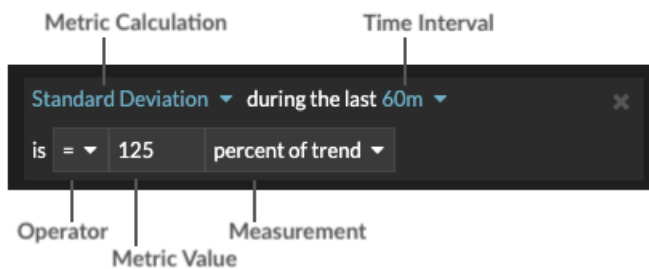 Metric Calculation Time Interval
Standard Deviation during the last 60m
is = 125 percent of trend
Operator Measurement
Metric Value